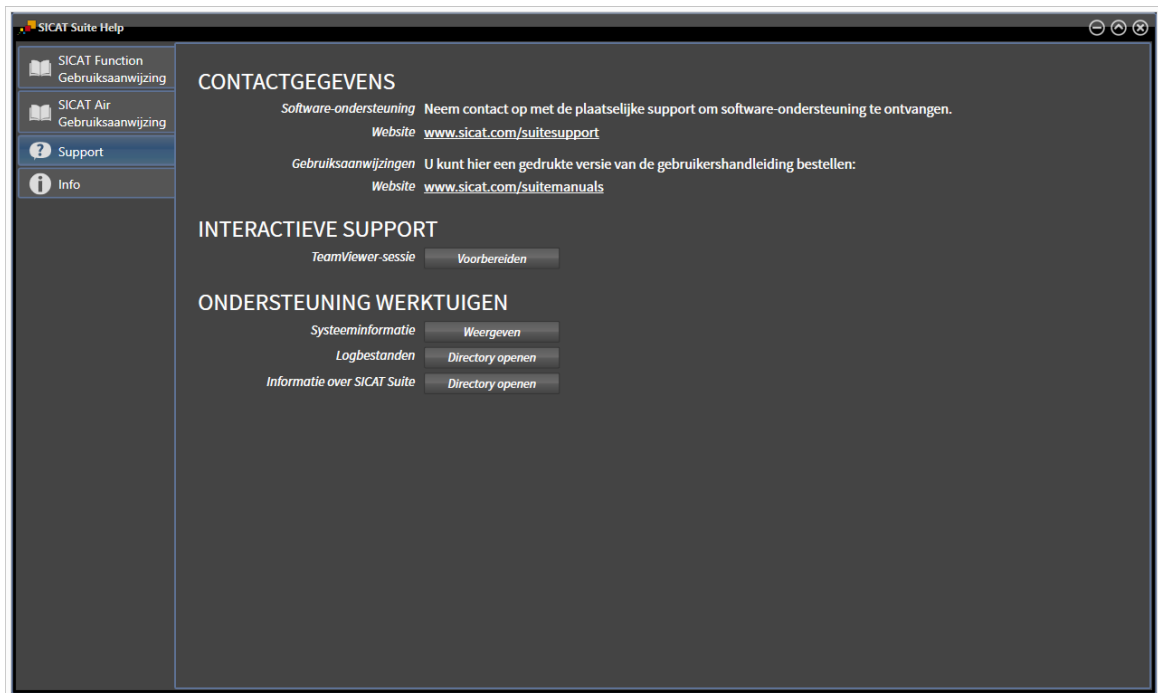 SICAT Suite Help
SICAT Function
Gebruiksaanwijzing
SICAT Air
Gebruiksaanwijzing
Support
Info
CONTACTGEGEVENS
Software-ondersteuning Neem contact op met de plaatselijke support om software-ondersteuning te ontvangen.
Website www.sicat.com/suitesupport
Gebruiksaanwijzingen U kunt hier een gedrukte versie van de gebruikershandleiding bestellen:
Website www.sicat.com/suitemanuals
INTERACTIEVE SUPPORT
TeamViewer-sessie Voorbereiden
ONDERSTEUNING WERKTUIGEN
Systeeminformatie Weergeven
Logbestanden Directory openen
Informatie over SICAT Suite Directory openen